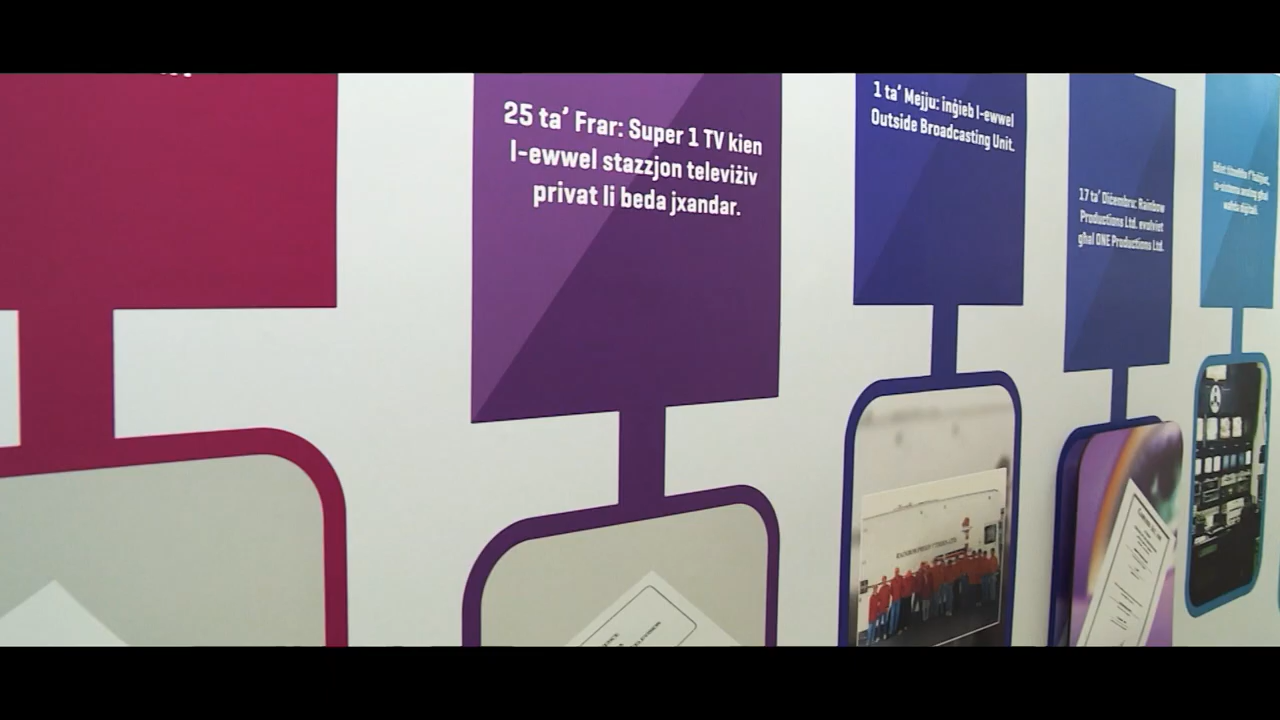 25 ta’ Frar: Super 1 TV kien
l-ewwel stazzjon televiżiv
privat li beda jxandar.
1 ta’ Mejju: inġieb l-ewwel
Outside Broadcasting Unit.
17 ta’ Diċembru: Rainbow
Productions Ltd. evolviet
għal ONE Productions Ltd.